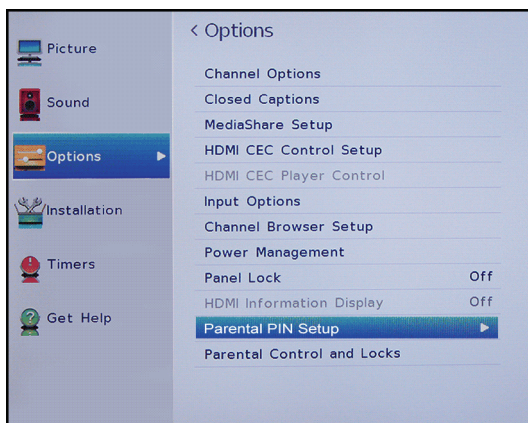 Picture
Sound
Options
Installation
Timers
Get Help
< Options
Channel Options
Closed Captions
MediaShare Setup
HDMI CEC Control Setup
HDMI CEC Player Control
Input Options
Channel Browser Setup
Power Management
Panel Lock Off
HDMI Information Display Off
Parental PIN Setup
Parental Control and Locks